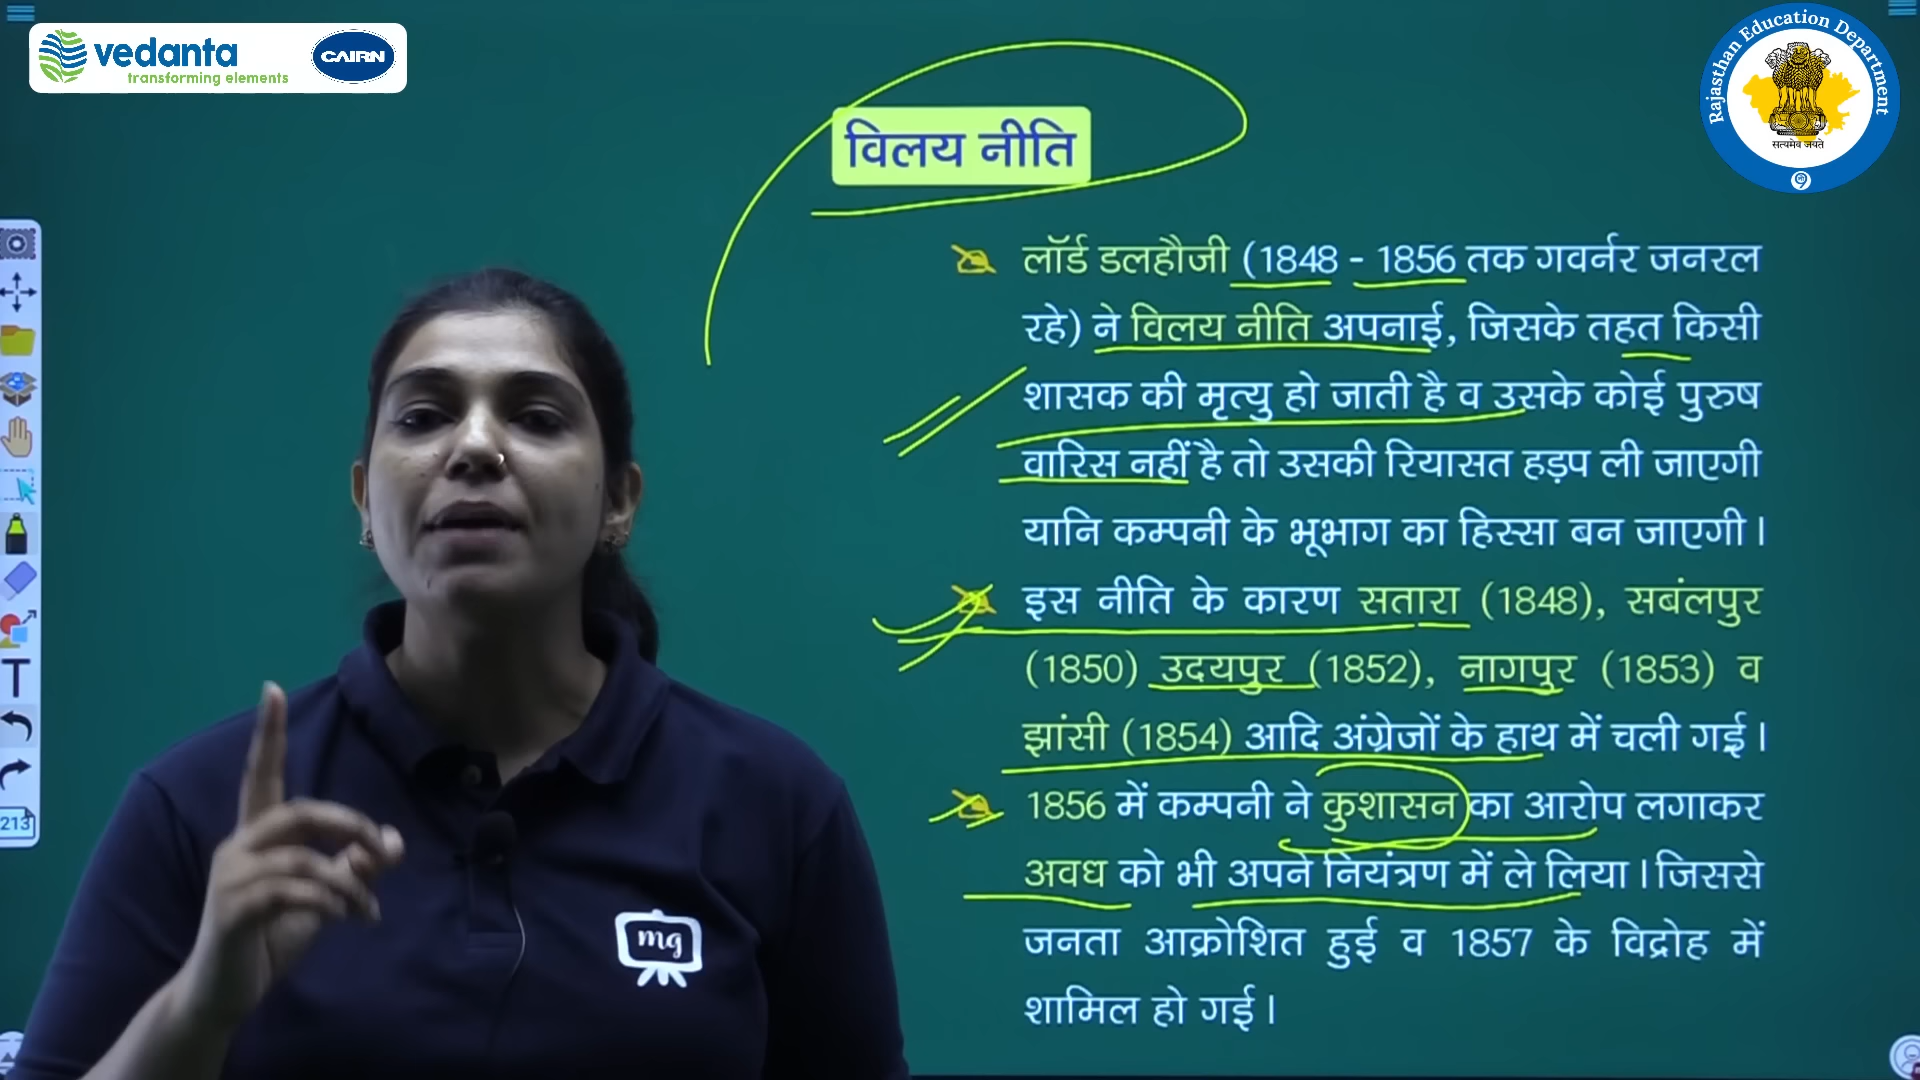 vedanta
transforming elements
CAIRN
Rajasthan Education Department
सत्यमेव जयते
विलय नीति
लॉर्ड डलहौजी (1848 - 1856 तक गवर्नर जनरल
रहे) ने विलय नीति अपनाई, जिसके तहत किसी
शासक की मृत्यु हो जाती है व उसके कोई पुरुष
वारिस नहीं है तो उसकी रियासत हड़प ली जाएगी
यानि कम्पनी के भूभाग का हिस्सा बन जाएगी।
इस नीति के कारण सतारा (1848), सबंलपुर
(1850) उदयपुर (1852), नागपुर (1853) व
झांसी (1854) आदि अंग्रेजों के हाथ में चली गई।
1856 में कम्पनी ने कुशासन का आरोप लगाकर
अवध को भी अपने नियंत्रण में ले लिया। जिससे
जनता आक्रोशित हुई व 1857 के विद्रोह में
शामिल हो गई।
T
213
mg